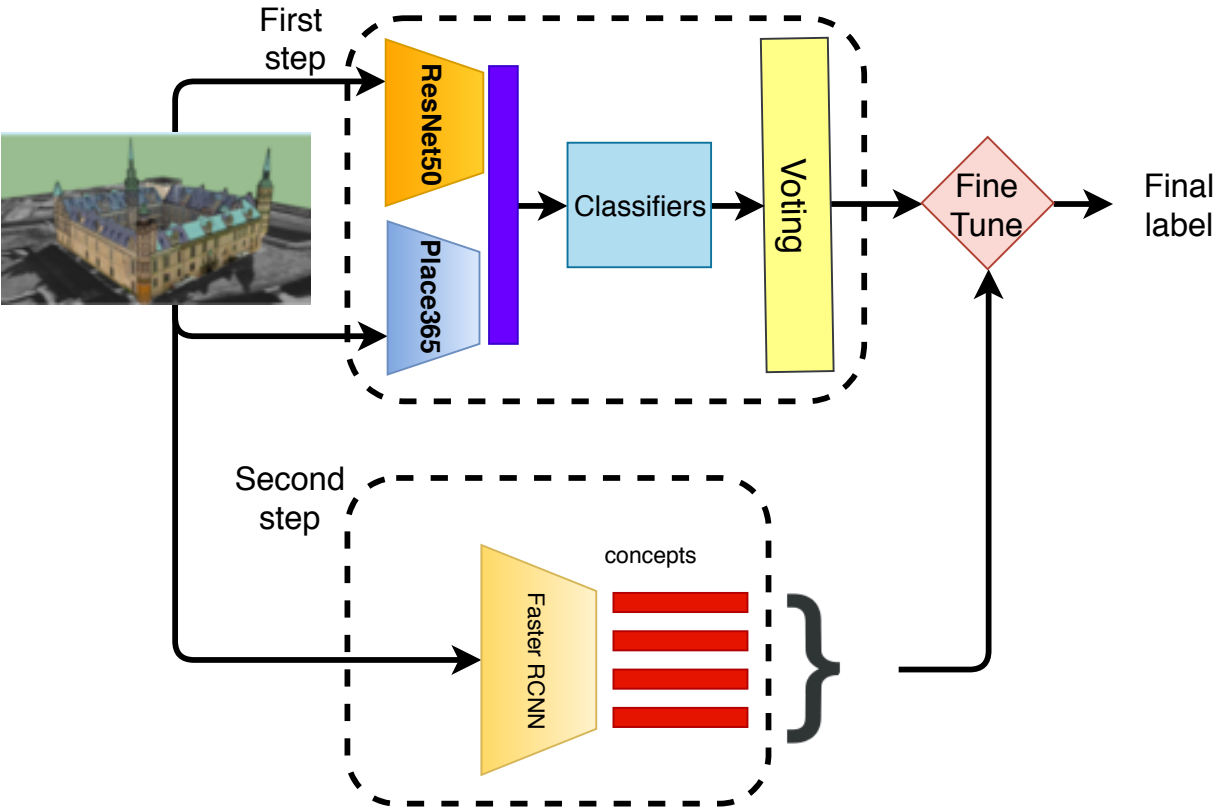 First
step
ResNet50
Place365
Classifiers
Voting
Fine
Tune
Final
label
Second
step
Faster RCNN
concepts